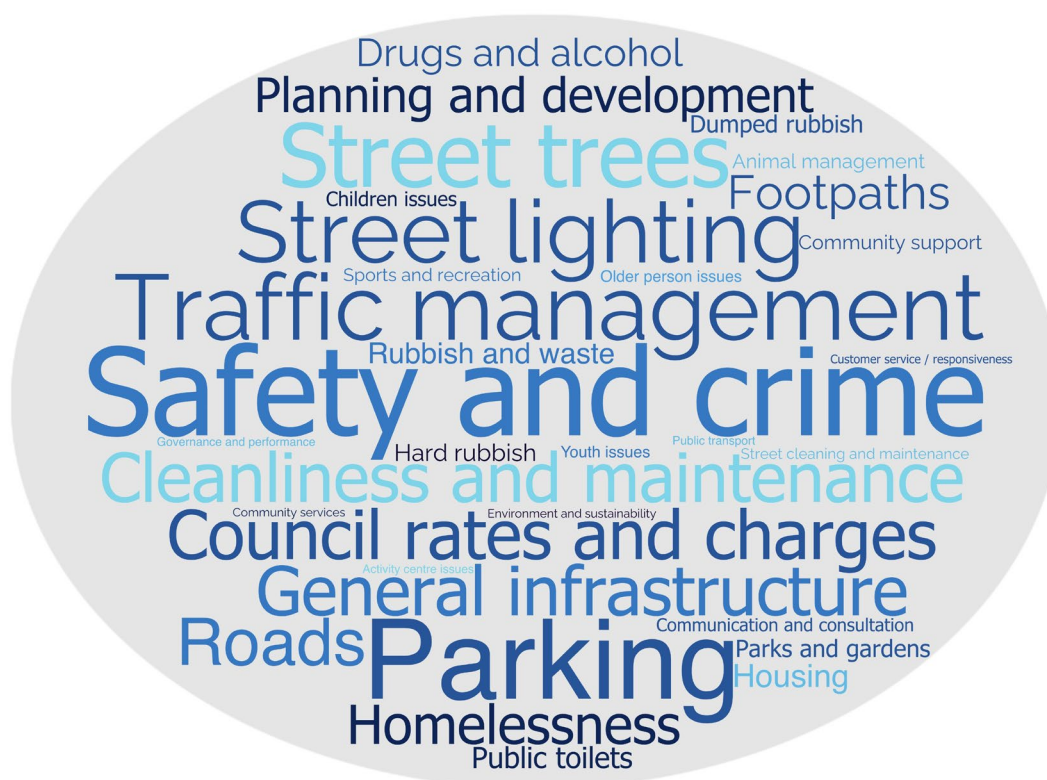 Drugs and alcohol
Planning and development
Dumped rubbish
Street trees
Animal management
Footpaths
Children issues
Street lighting
Community support
Sports and recreation
Older person issues
Traffic management
Rubbish and waste
Customer service / responsiveness
Safety and crime
Governance and performance
Public transport
Hard rubbish
Youth issues
Street cleaning and maintenance
Cleanliness and maintenance
Community services
Environment and sustainability
Council rates and charges
Activity centre issues
General infrastructure
Communication and consultation
Roads
Parking
Parks and gardens
Housing
Homelessness
Public toilets